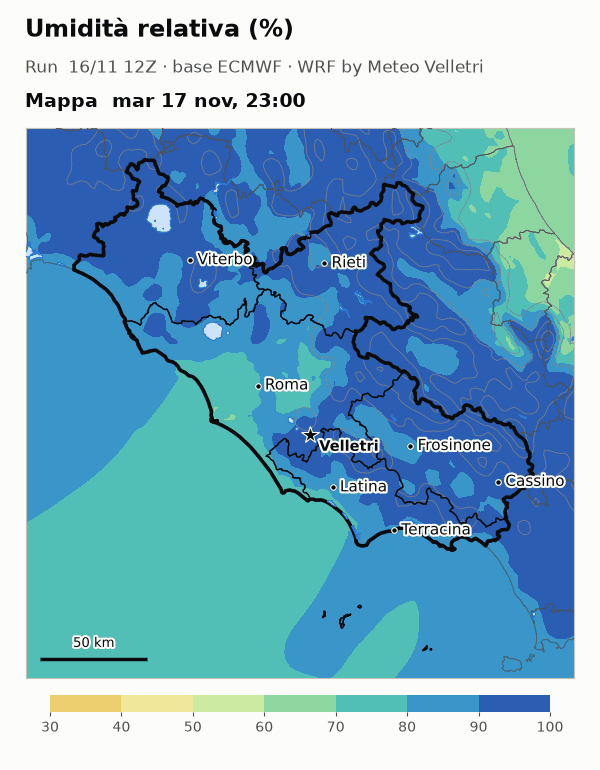 Umidità relativa (%)
Run  16/11 12Z · base ECMWF · WRF by Meteo Velletri
Mappa  mar 17 nov, 23:00
Viterbo
Rieti
Roma
Velletri
Frosinone
Latina
Cassino
Terracina
50 km
30 40 50 60 70 80 90 100